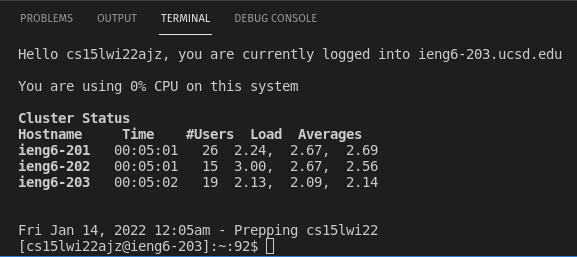 PROBLEMS OUTPUT TERMINAL DEBUG CONSOLE
Hello cs15lwi22ajz, you are currently logged into ieng6-203.ucsd.edu
You are using 0% CPU on this system
Cluster Status
Hostname Time #Users Load Averages
ieng6-201 00:05:01 26 2.24, 2.67, 2.69
ieng6-202 00:05:01 15 3.00, 2.67, 2.56
ieng6-203 00:05:02 19 2.13, 2.09, 2.14
Fri Jan 14, 2022 12:05am - Prepping cs15lwi22
[cs15lwi22ajz@ieng6-203]:~:92$